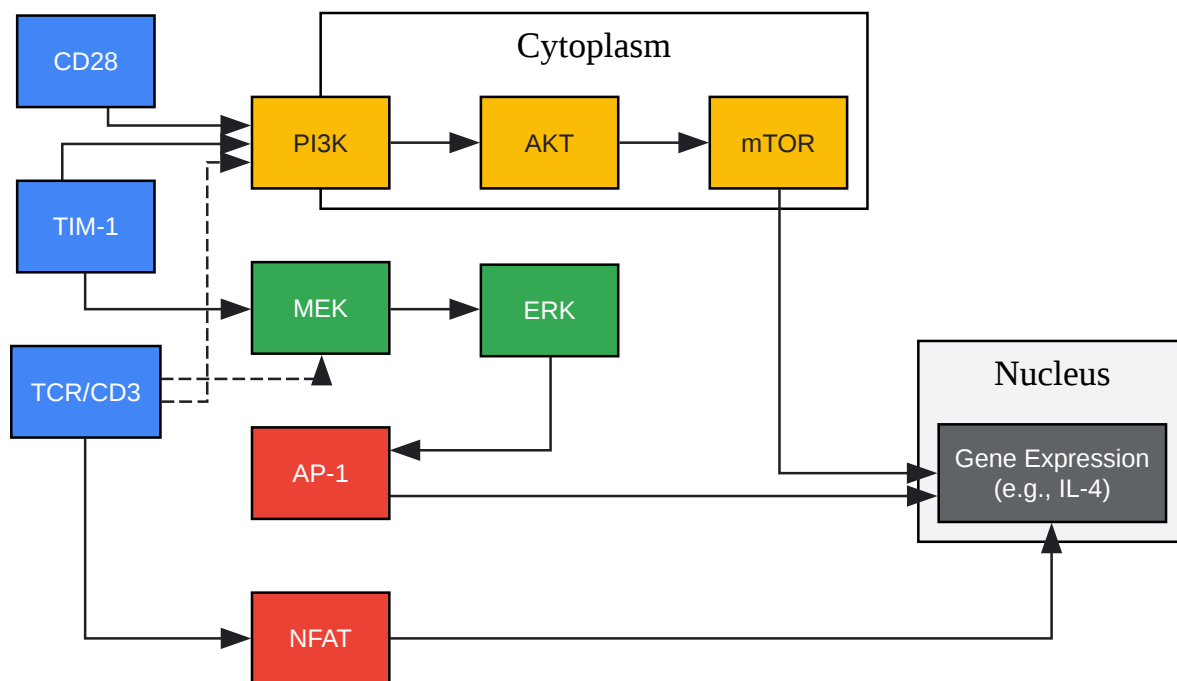 CD28
Cytoplasm
PI3K
AKT
mTOR
TIM-1
MEK
ERK
TCR/CD3
Nucleus
AP-1
Gene Expression
(e.g., IL-4)
NFAT